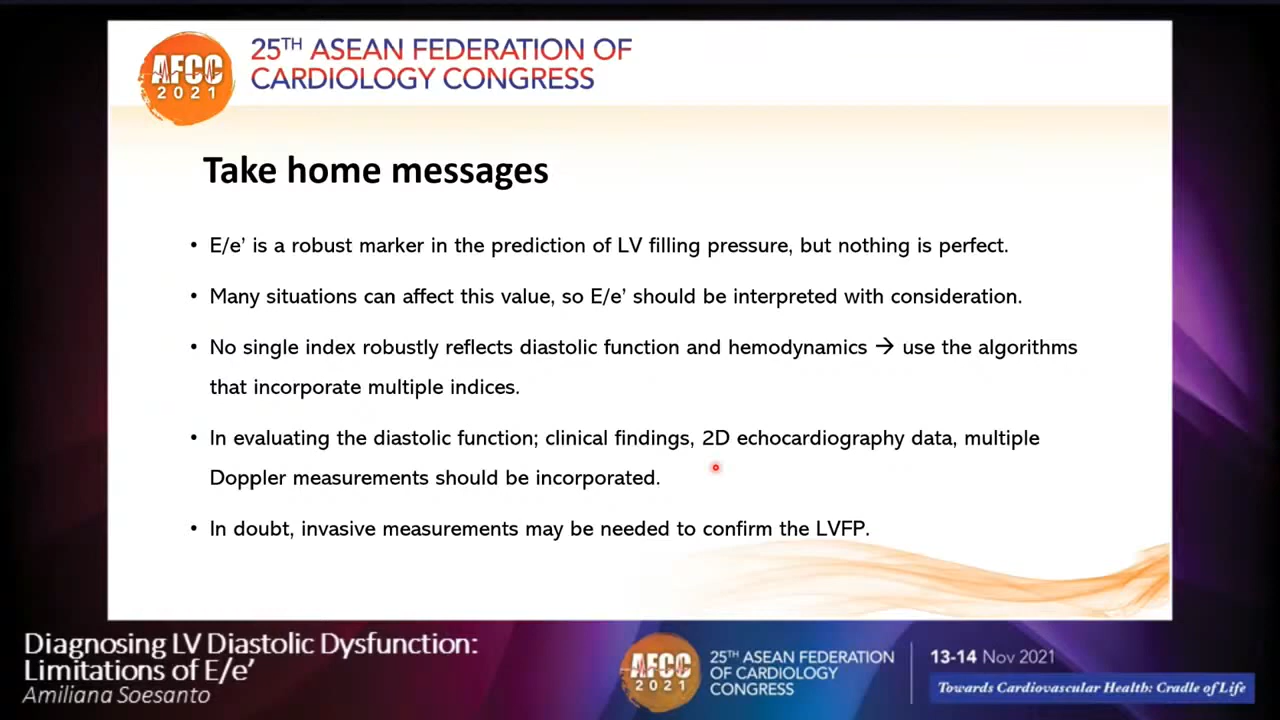 AFCC
2021
25TH ASEAN FEDERATION OF
CARDIOLOGY CONGRESS
Take home messages
• E/e’ is a robust marker in the prediction of LV filling pressure, but nothing is perfect.
• Many situations can affect this value, so E/e’ should be interpreted with consideration.
• No single index robustly reflects diastolic function and hemodynamics → use the algorithms
that incorporate multiple indices.
• In evaluating the diastolic function; clinical findings, 2D echocardiography data, multiple
Doppler measurements should be incorporated.
• In doubt, invasive measurements may be needed to confirm the LVFP.
Diagnosing LV Diastolic Dysfunction:
Limitations of E/e’
Amiliana Soesanto
AFCC
2021
25TH ASEAN FEDERATION
OF CARDIOLOGY
CONGRESS
13-14 Nov 2021
Towards Cardiovascular Health: Cradle of Life